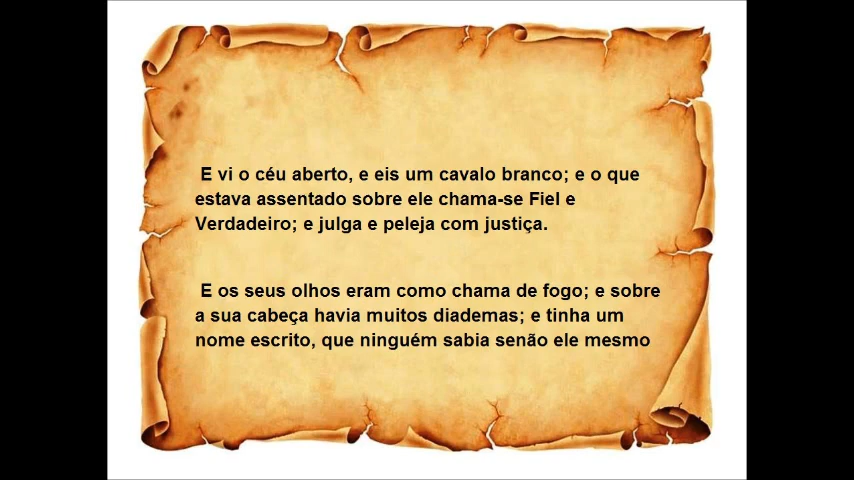 E vi o céu aberto, e eis um cavalo branco; e o que
estava assentado sobre ele chama-se Fiel e
Verdadeiro; e julga e peleja com justiça.
E os seus olhos eram como chama de fogo; e sobre
a sua cabeça havia muitos diademas; e tinha um
nome escrito, que ninguém sabia senão ele mesmo